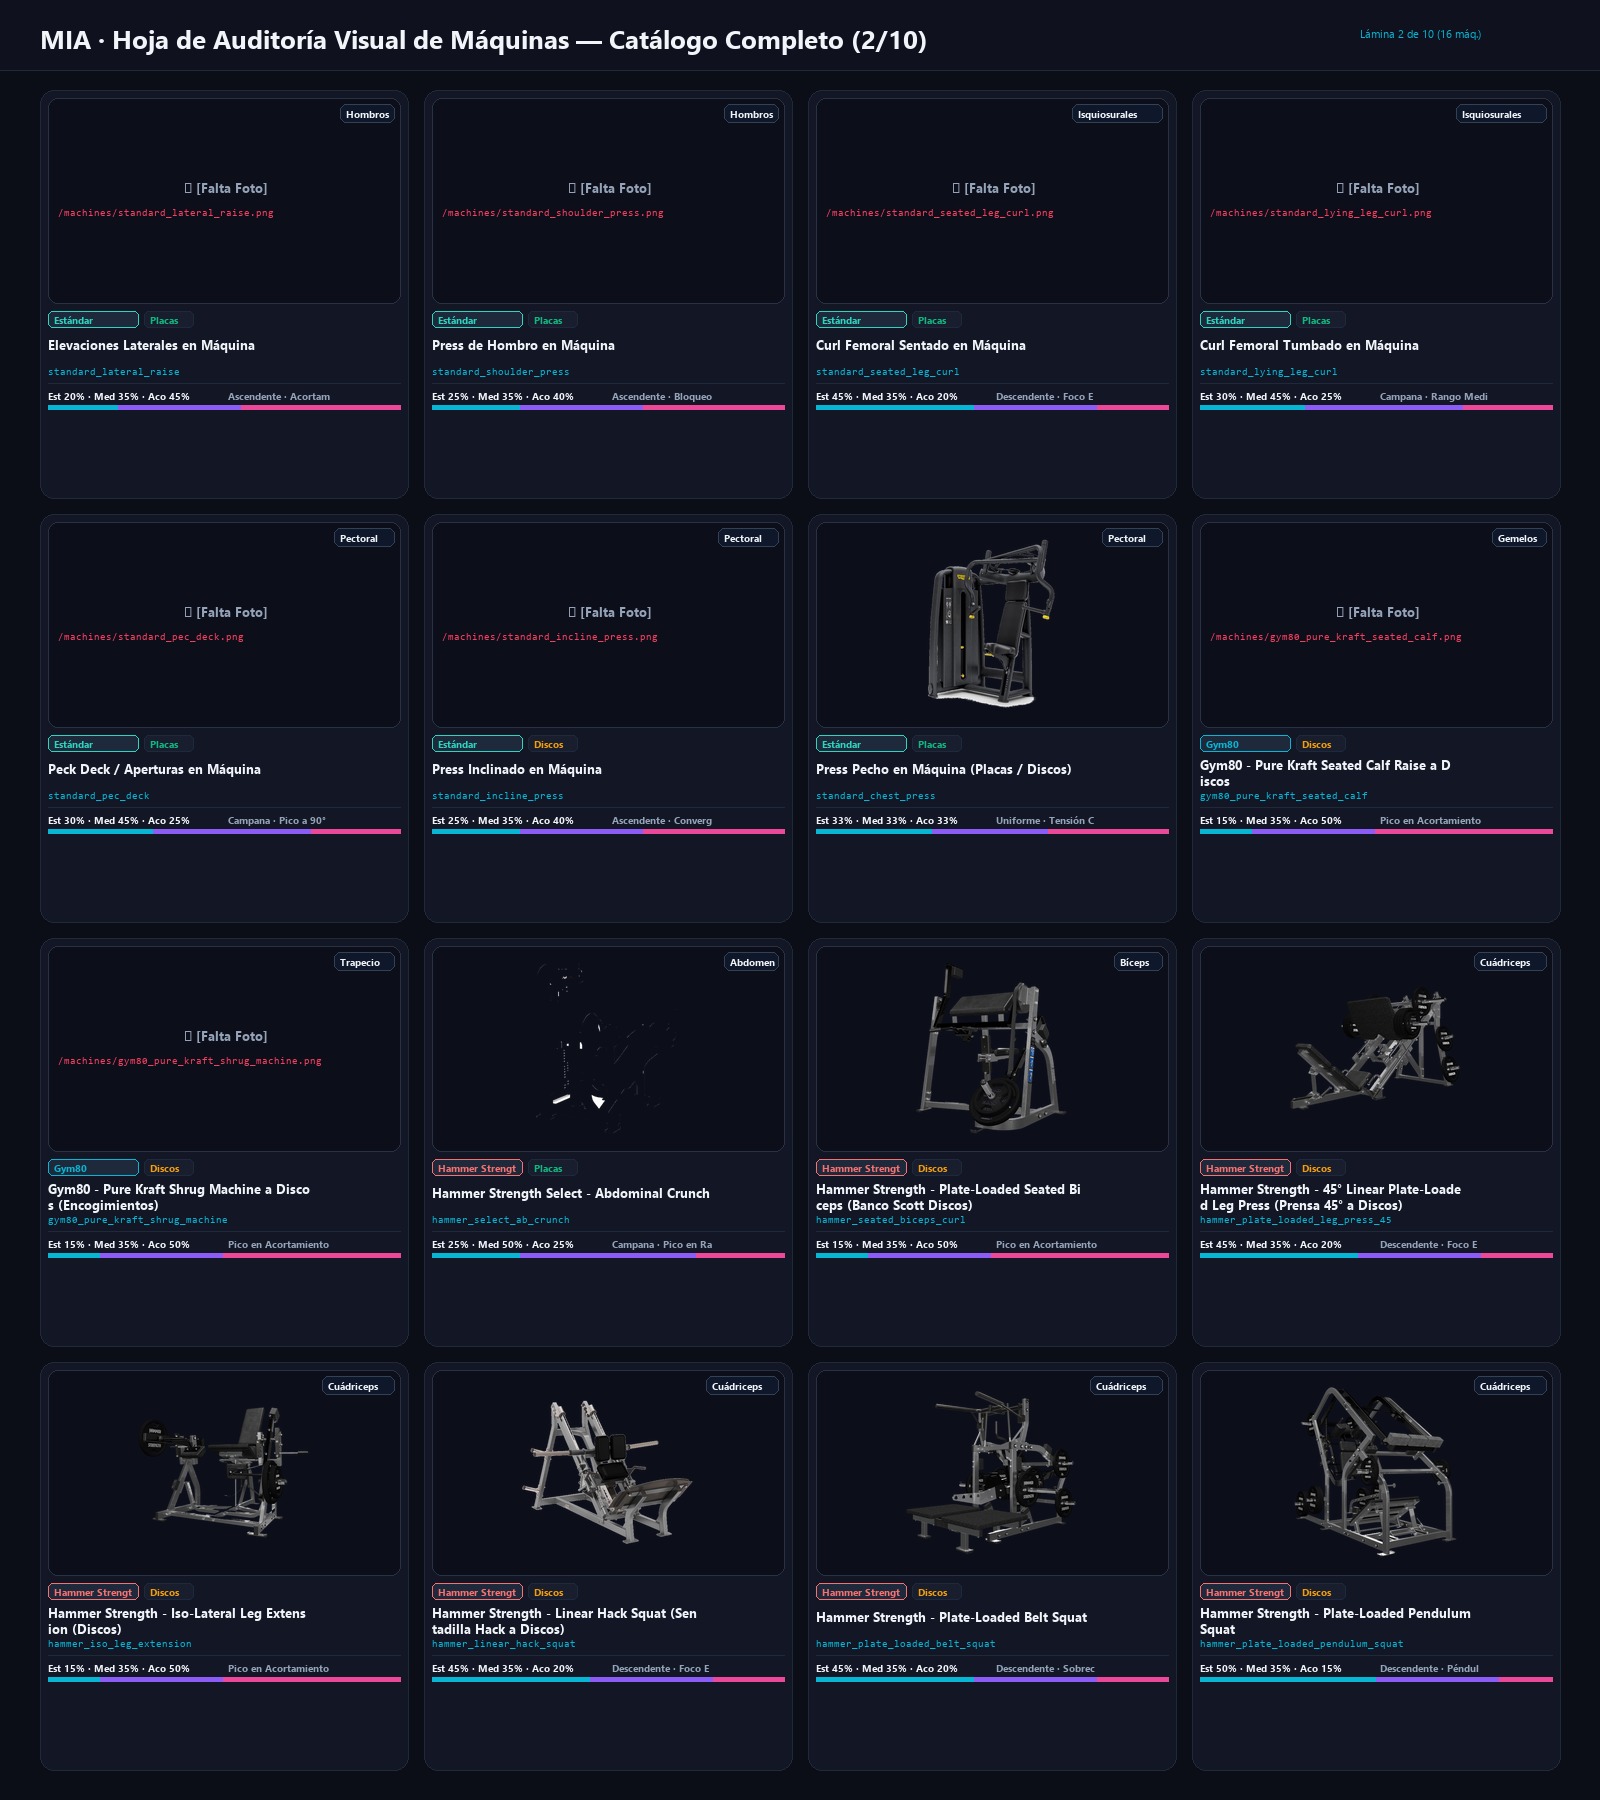 MIA · Hoja de Auditoría Visual de Máquinas — Catálogo Completo (2/10)
Lámina 2 de 10 (16 máq.)
Hombros
[Falta Foto]
/machines/standard_lateral_raise.png
Estándar
Placas
Elevaciones Laterales en Máquina
standard_lateral_raise
Est 20% · Med 35% · Aco 45%
Ascendente · Acortam
Hombros
[Falta Foto]
/machines/standard_shoulder_press.png
Estándar
Placas
Press de Hombro en Máquina
standard_shoulder_press
Est 25% · Med 35% · Aco 40%
Ascendente · Bloqueo
Isquiosurales
[Falta Foto]
/machines/standard_seated_leg_curl.png
Estándar
Placas
Curl Femoral Sentado en Máquina
standard_seated_leg_curl
Est 45% · Med 35% · Aco 20%
Descendente · Foco E
Isquiosurales
[Falta Foto]
/machines/standard_lying_leg_curl.png
Estándar
Placas
Curl Femoral Tumbado en Máquina
standard_lying_leg_curl
Est 30% · Med 45% · Aco 25%
Campana · Rango Medi
Pectoral
[Falta Foto]
/machines/standard_pec_deck.png
Estándar
Placas
Peck Deck / Aperturas en Máquina
standard_pec_deck
Est 30% · Med 45% · Aco 25%
Campana · Pico a 90°
Pectoral
[Falta Foto]
/machines/standard_incline_press.png
Estándar
Discos
Press Inclinado en Máquina
standard_incline_press
Est 25% · Med 35% · Aco 40%
Ascendente · Converg
Pectoral
Estándar
Placas
Press Pecho en Máquina (Placas / Discos)
standard_chest_press
Est 33% · Med 33% · Aco 33%
Uniforme · Tensión C
Gemelos
[Falta Foto]
/machines/gym80_pure_kraft_seated_calf.png
Gym80
Discos
Gym80 - Pure Kraft Seated Calf Raise a D
iscos
gym80_pure_kraft_seated_calf
Est 15% · Med 35% · Aco 50%
Pico en Acortamiento
Trapecio
[Falta Foto]
/machines/gym80_pure_kraft_shrug_machine.png
Gym80
Discos
Gym80 - Pure Kraft Shrug Machine a Disco
s (Encogimientos)
gym80_pure_kraft_shrug_machine
Est 15% · Med 35% · Aco 50%
Pico en Acortamiento
Abdomen
Hammer Strengt
Placas
Hammer Strength Select - Abdominal Crunch
hammer_select_ab_crunch
Est 25% · Med 50% · Aco 25%
Campana · Pico en Ra
Bíceps
Hammer Strengt
Discos
Hammer Strength - Plate-Loaded Seated Bi
ceps (Banco Scott Discos)
hammer_seated_biceps_curl
Est 15% · Med 35% · Aco 50%
Pico en Acortamiento
Cuádriceps
Hammer Strengt
Discos
Hammer Strength - 45° Linear Plate-Loade
d Leg Press (Prensa 45° a Discos)
hammer_plate_loaded_leg_press_45
Est 45% · Med 35% · Aco 20%
Descendente · Foco E
Cuádriceps
Hammer Strengt
Discos
Hammer Strength - Iso-Lateral Leg Extens
ion (Discos)
hammer_iso_leg_extension
Est 15% · Med 35% · Aco 50%
Pico en Acortamiento
Cuádriceps
Hammer Strengt
Discos
Hammer Strength - Linear Hack Squat (Sen
tadilla Hack a Discos)
hammer_linear_hack_squat
Est 45% · Med 35% · Aco 20%
Descendente · Foco E
Cuádriceps
Hammer Strengt
Discos
Hammer Strength - Plate-Loaded Belt Squat
hammer_plate_loaded_belt_squat
Est 45% · Med 35% · Aco 20%
Descendente · Sobrec
Cuádriceps
Hammer Strengt
Discos
Hammer Strength - Plate-Loaded Pendulum
Squat
hammer_plate_loaded_pendulum_squat
Est 50% · Med 35% · Aco 15%
Descendente · Péndul